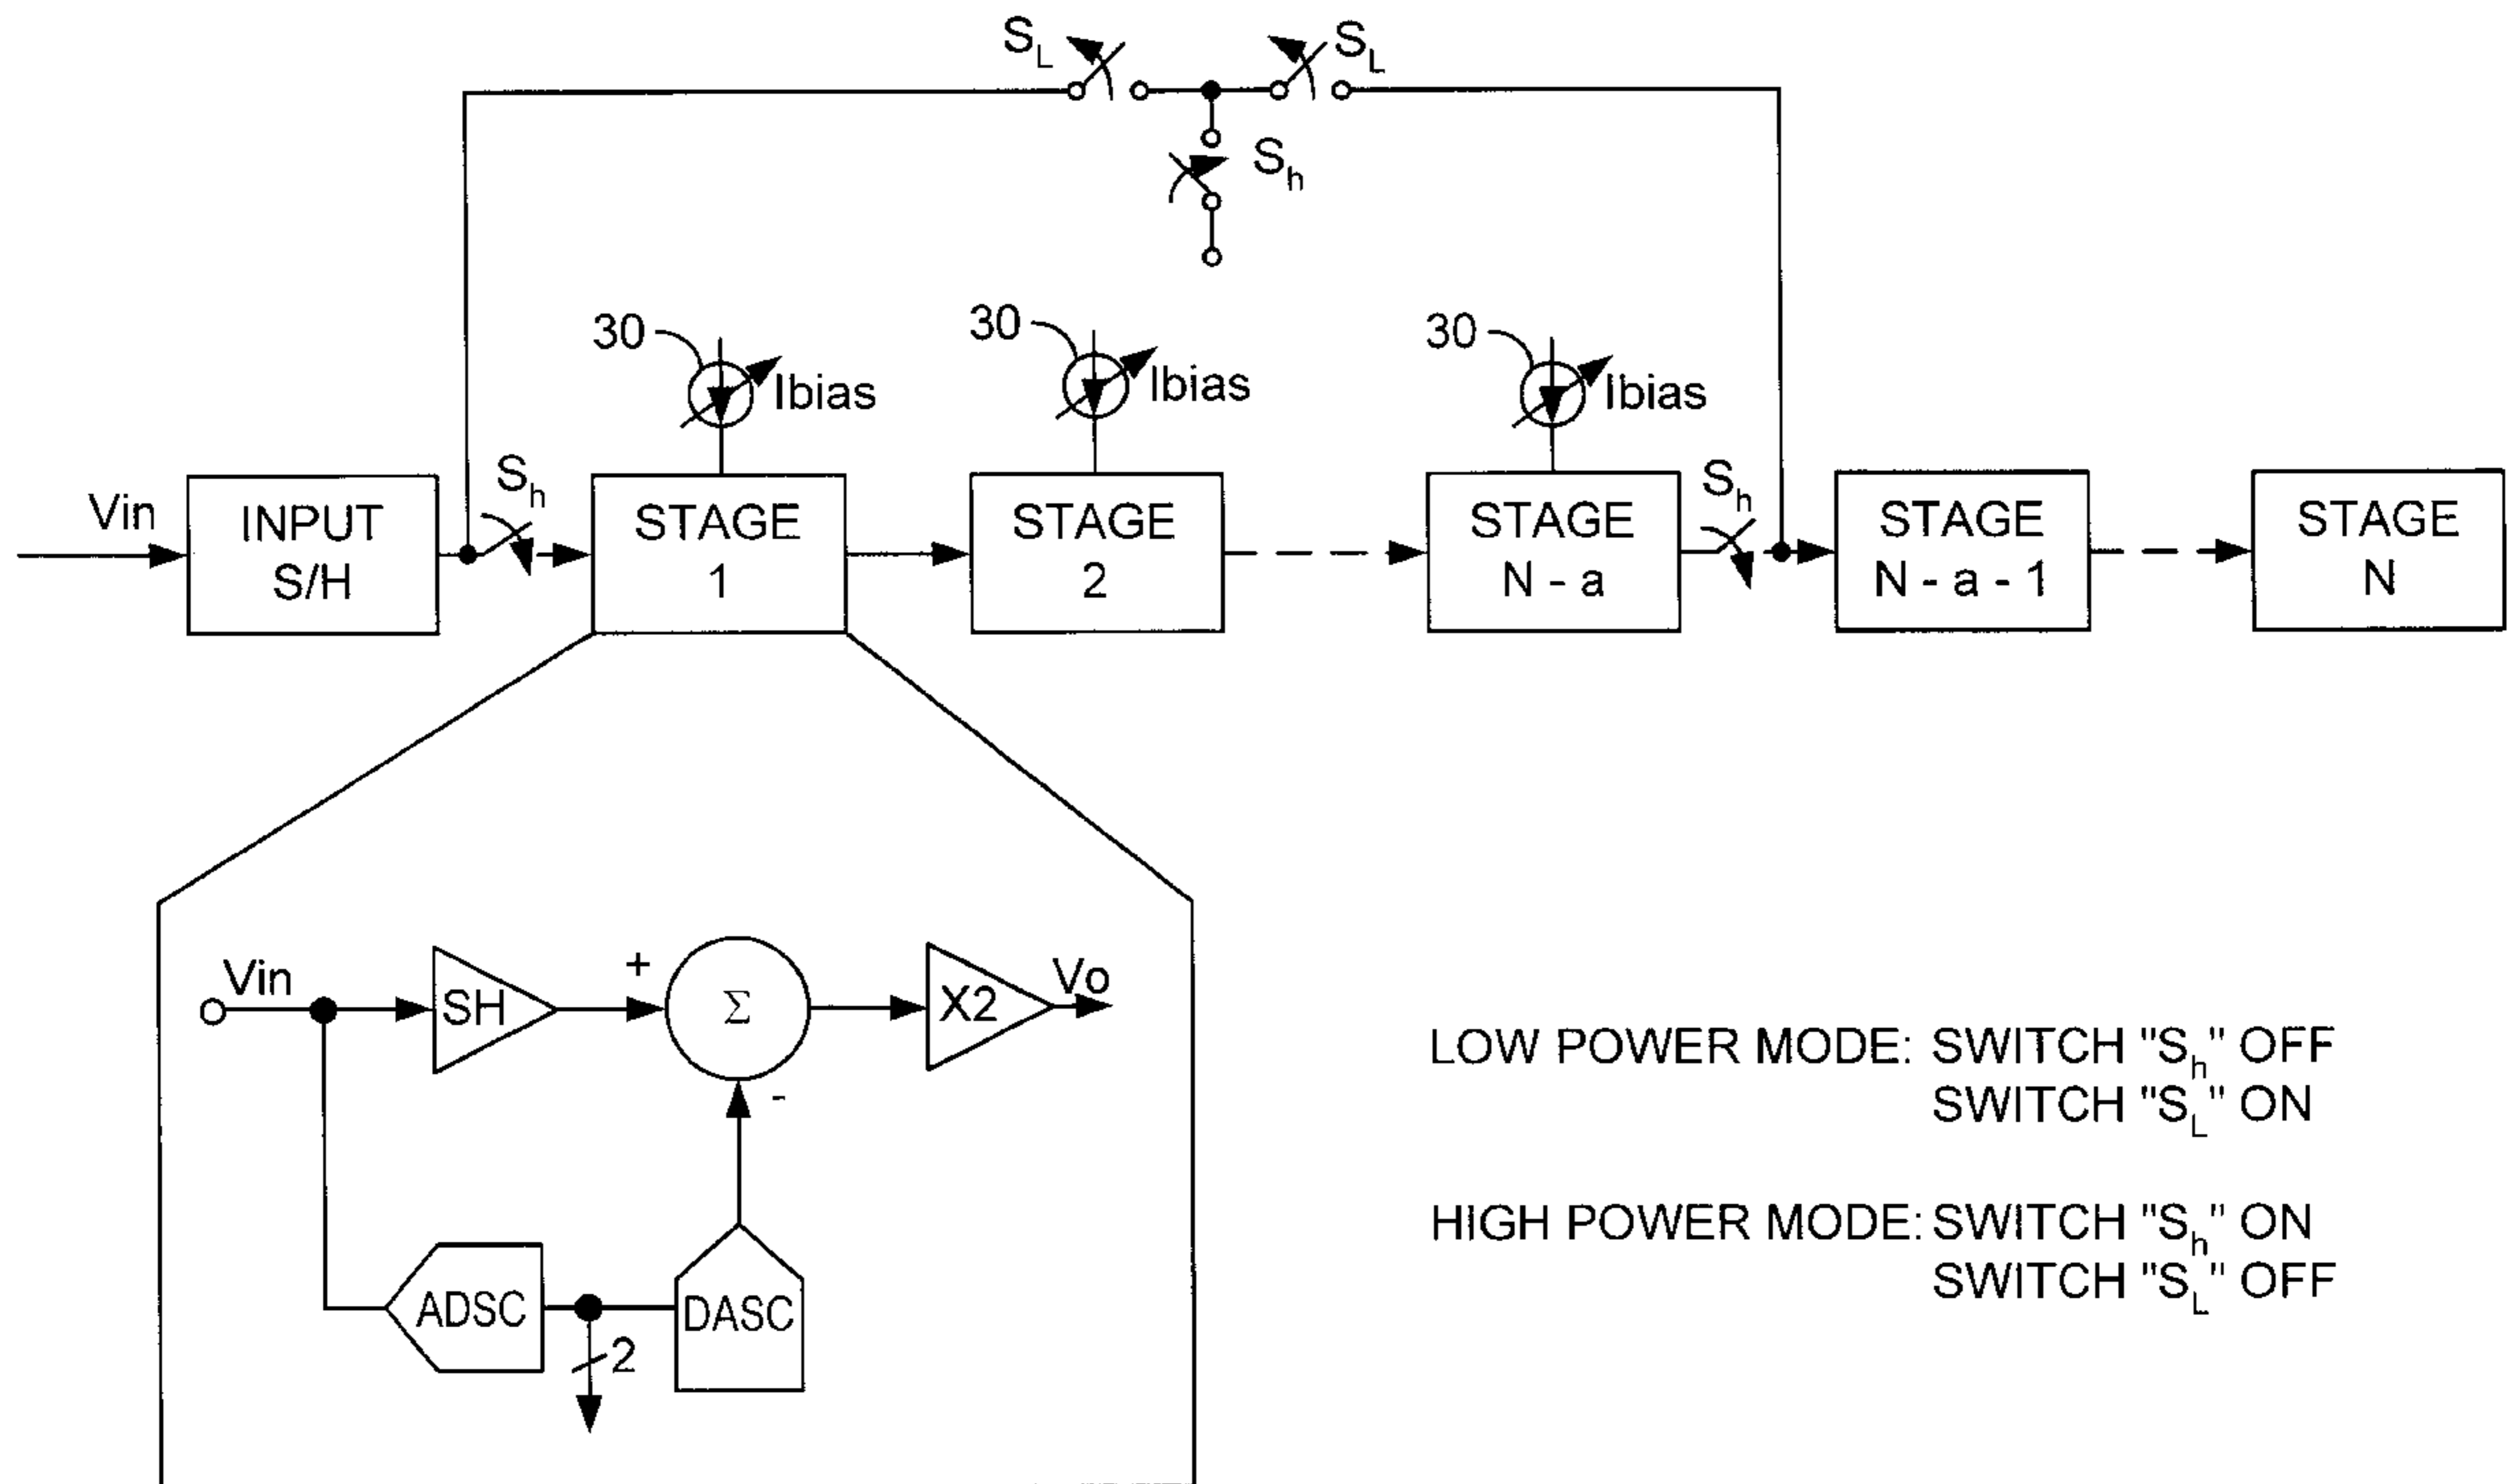 S_L
S_L
S_h
30
Ibias
30
Ibias
30
Ibias
Vin
INPUT
S/H
S_h
STAGE
1
STAGE
2
STAGE
N - a
S_h
STAGE
N - a - 1
STAGE
N
Vin
SH
+
Σ
-
X2
Vo
ADSC
2
DASC
LOW POWER MODE: SWITCH "S_h" OFF
SWITCH "S_L" ON
HIGH POWER MODE: SWITCH "S_h" ON
SWITCH "S_L" OFF